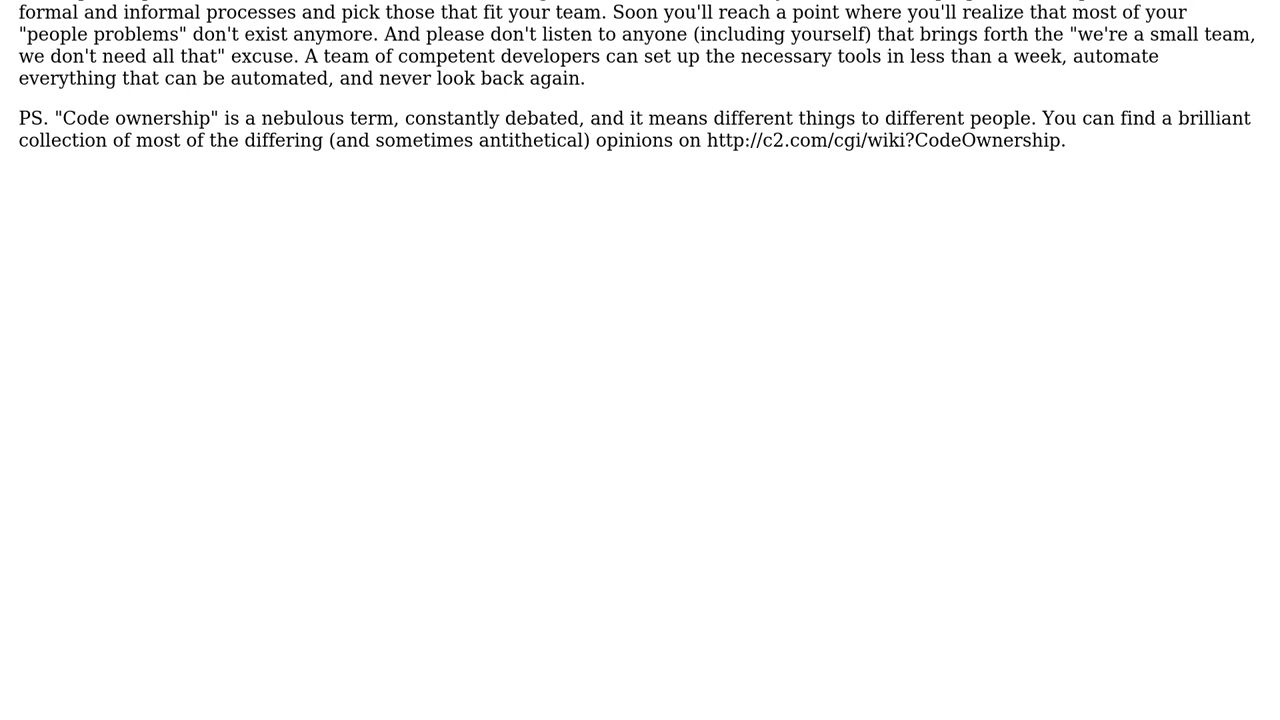 formal and informal processes and pick those that fit your team. Soon you'll reach a point where you'll realize that most of your
"people problems" don't exist anymore. And please don't listen to anyone (including yourself) that brings forth the "we're a small team,
we don't need all that" excuse. A team of competent developers can set up the necessary tools in less than a week, automate
everything that can be automated, and never look back again.
PS. "Code ownership" is a nebulous term, constantly debated, and it means different things to different people. You can find a brilliant
collection of most of the differing (and sometimes antithetical) opinions on http://c2.com/cgi/wiki?CodeOwnership.